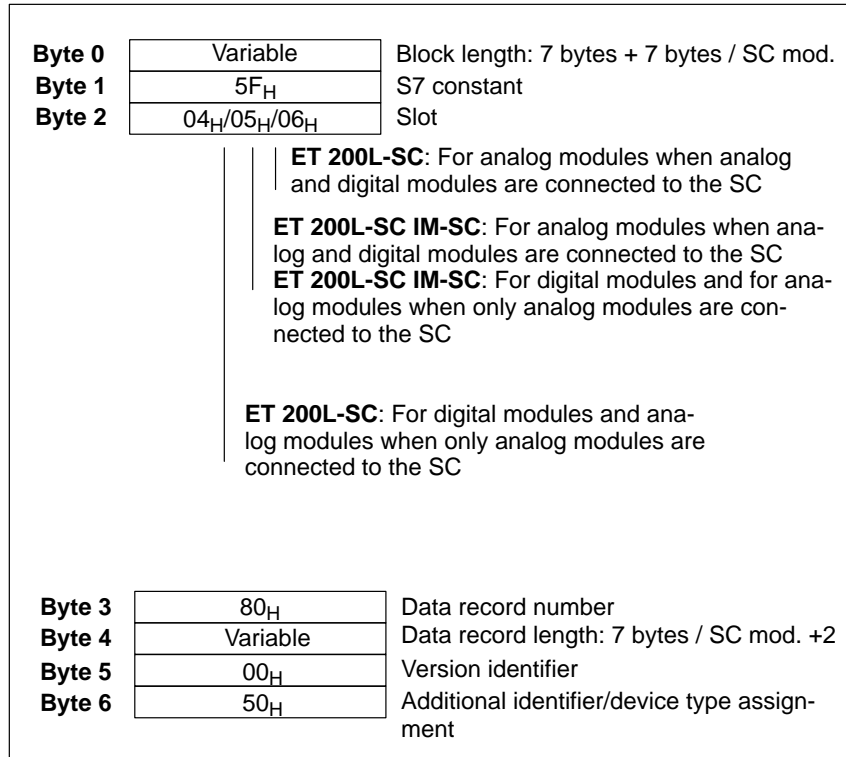 Byte 0 Variable Block length: 7 bytes + 7 bytes / SC mod.
Byte 1 5FH S7 constant
Byte 2 04H/05H/06H Slot
ET 200L-SC: For analog modules when analog
and digital modules are connected to the SC
ET 200L-SC IM-SC: For analog modules when ana-
log and digital modules are connected to the SC
ET 200L-SC IM-SC: For digital modules and for ana-
log modules when only analog modules are con-
nected to the SC
ET 200L-SC: For digital modules and ana-
log modules when only analog modules are
connected to the SC
Byte 3 80H Data record number
Byte 4 Variable Data record length: 7 bytes / SC mod. +2
Byte 5 00H Version identifier
Byte 6 50H Additional identifier/device type assign-
ment